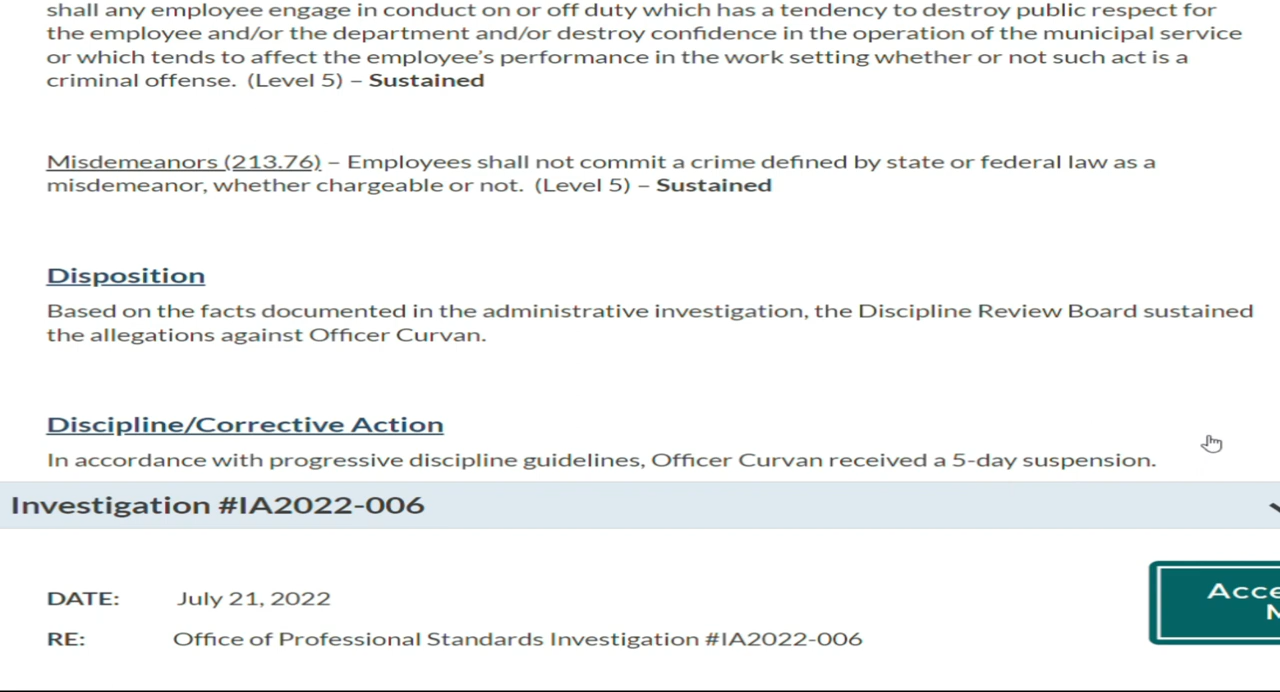 shall any employee engage in conduct on or off duty which has a tendency to destroy public respect for
the employee and/or the department and/or destroy confidence in the operation of the municipal service
or which tends to affect the employee's performance in the work setting whether or not such act is a
criminal offense. (Level 5) – Sustained
Misdemeanors (213.76) – Employees shall not commit a crime defined by state or federal law as a
misdemeanor, whether chargeable or not. (Level 5) – Sustained
Disposition
Based on the facts documented in the administrative investigation, the Discipline Review Board sustained
the allegations against Officer Curvan.
Discipline/Corrective Action
In accordance with progressive discipline guidelines, Officer Curvan received a 5-day suspension.
Investigation #IA2022-006
DATE: July 21, 2022
RE: Office of Professional Standards Investigation #IA2022-006